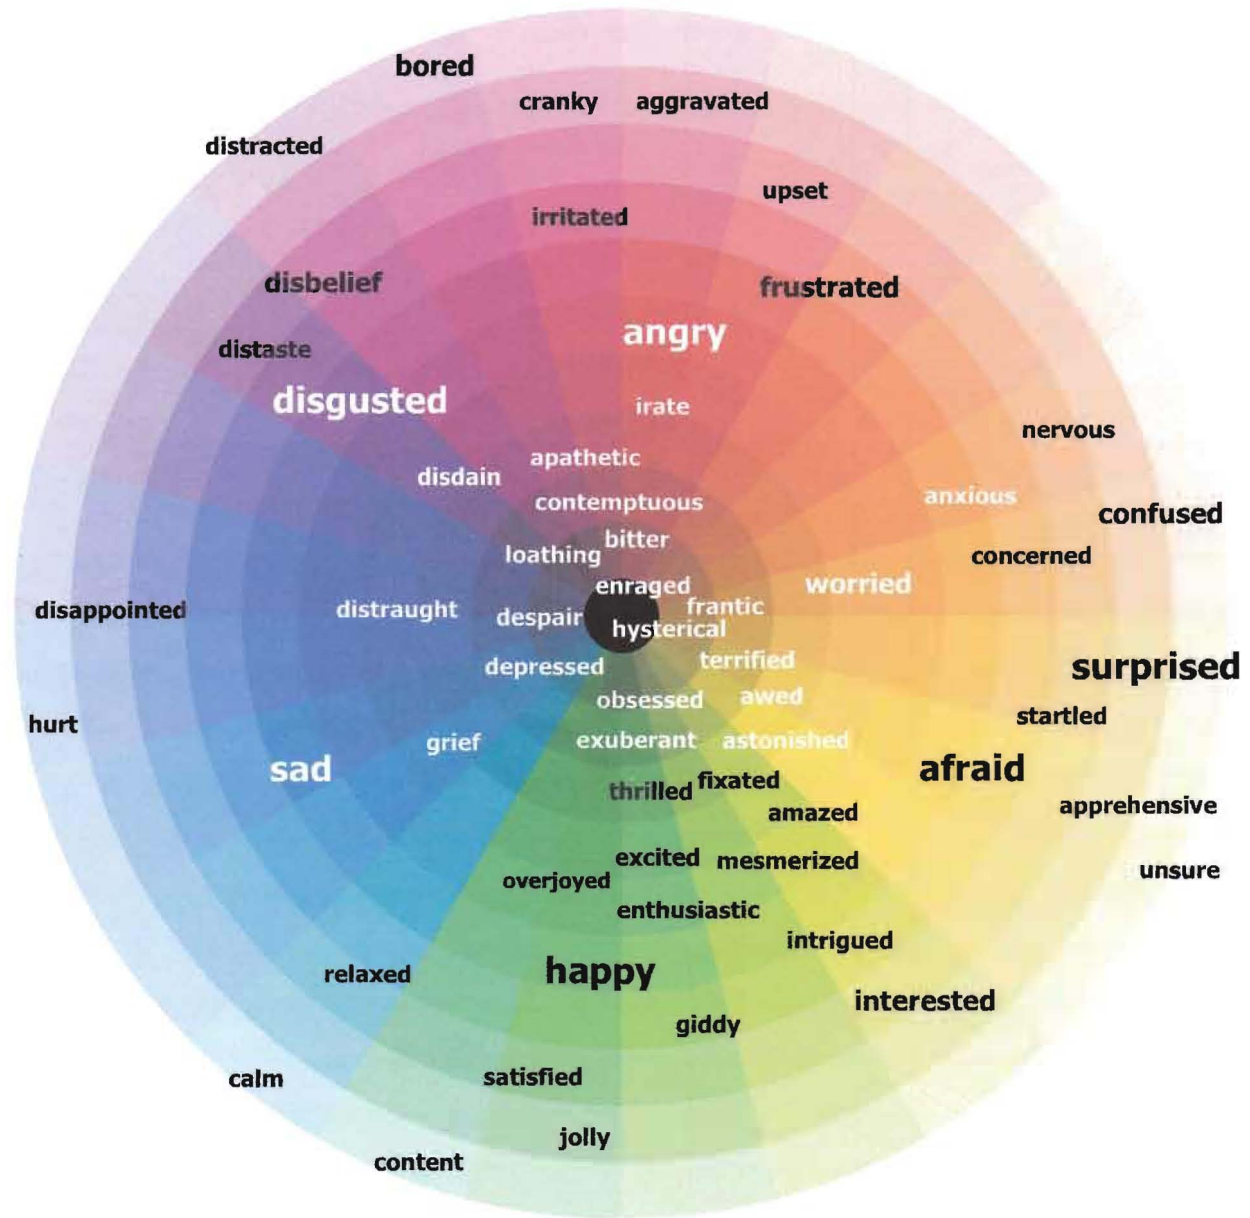 bored
cranky
aggravated
distracted
upset
irritated
disbelief
frustrated
angry
distaste
disgusted
irate
nervous
apathetic
disdain
anxious
contemptuous
confused
bitter
loathing
concerned
enraged
worried
frantic
disappointed
distraught
despair
hysterical
depressed
terrified
surprised
obsessed
awed
startled
hurt
grief
exuberant
astonished
sad
afraid
fixated
thrilled
amazed
apprehensive
excited
mesmerized
unsure
overjoyed
enthusiastic
intrigued
relaxed
happy
interested
giddy
calm
satisfied
jolly
content